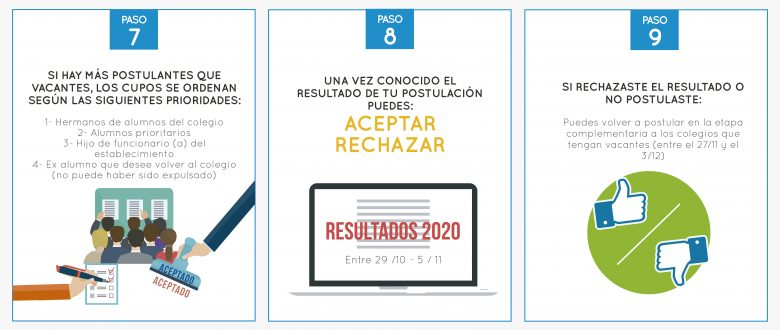 PASO
7
SI HAY MÁS POSTULANTES QUE
VACANTES, LOS CUPOS SE ORDENAN
SEGÚN LAS SIGUIENTES PRIORIDADES:
1- Hermanos de alumnos del colegio
2- Alumnos prioritarios
3- Hijo de funcionario (a) del
establecimiento
4- Ex alumno que desee volver al colegio
(no puede haber sido expulsado)
ACEPTADO
ACEPTADO
PASO
8
UNA VEZ CONOCIDO EL
RESULTADO DE TU POSTULACIÓN
PUEDES:
ACEPTAR
RECHAZAR
RESULTADOS 2020
Entre 29 /10 - 5 / 11
PASO
9
SI RECHAZASTE EL RESULTADO O
NO POSTULASTE:
Puedes volver a postular en la etapa
complementaria a los colegios que
tengan vacantes (entre el 27/11 y el
3/12)